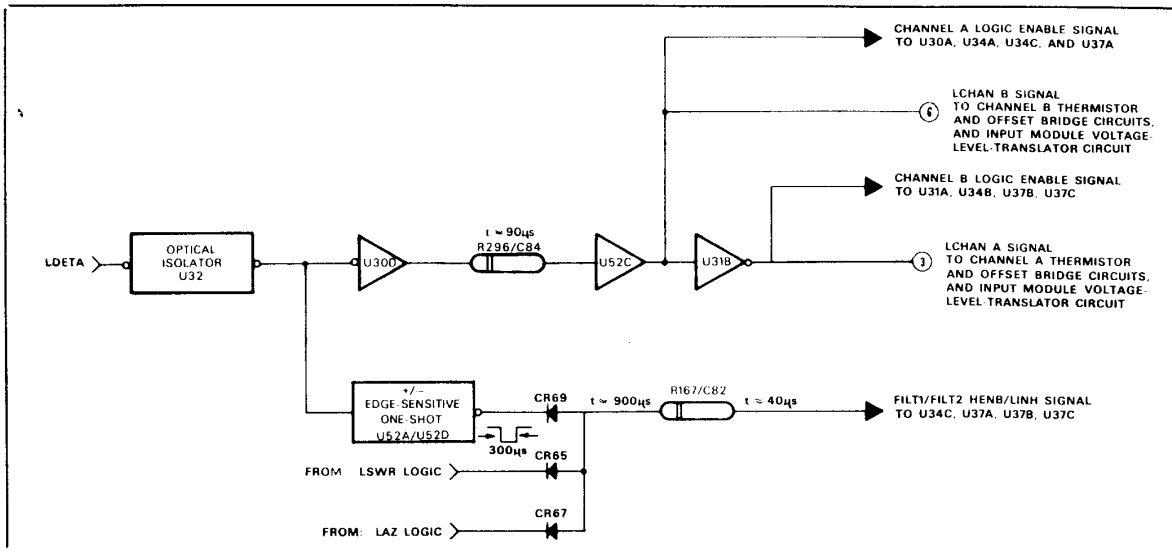 CHANNEL A LOGIC ENABLE SIGNAL
TO U30A, U34A, U34C, AND U37A
6
LCHAN B SIGNAL
TO CHANNEL B THERMISTOR
AND OFFSET BRIDGE CIRCUITS,
AND INPUT MODULE VOLTAGE-
LEVEL-TRANSLATOR CIRCUIT
CHANNEL B LOGIC ENABLE SIGNAL
TO U31A, U34B, U37B, U37C
LDETA
OPTICAL
ISOLATOR
U32
U30D
t ≈ 90μs
R296/C84
U52C
U31B
3
LCHAN A SIGNAL
TO CHANNEL A THERMISTOR
AND OFFSET BRIDGE CIRCUITS,
AND INPUT MODULE VOLTAGE-
LEVEL-TRANSLATOR CIRCUIT
+/−
EDGE-SENSITIVE
ONE-SHOT
U52A/U52D
CR69
300μs
t ≈ 900μs
R167/C82
t ≈ 40μs
FILT1/FILT2 HENB/LINH SIGNAL
TO U34C, U37A, U37B, U37C
FROM LSWR LOGIC
CR65
FROM: LAZ LOGIC
CR67